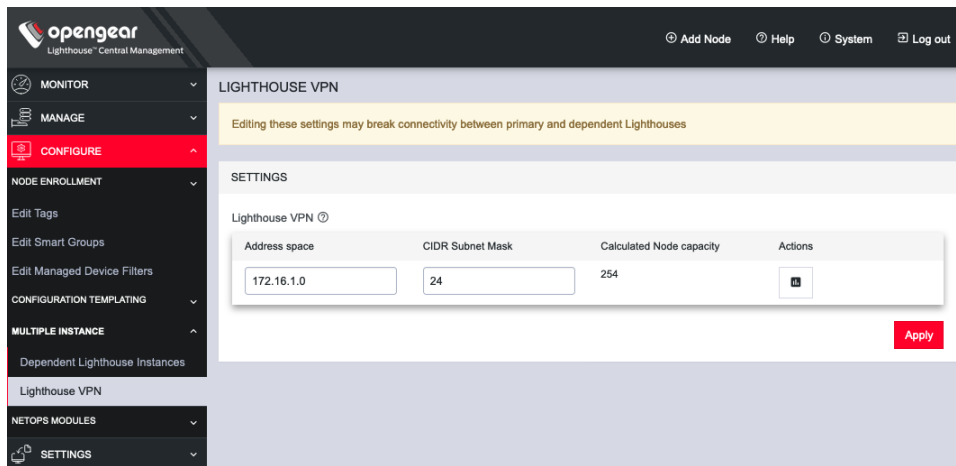 opengear
Lighthouse™ Central Management
Add Node
Help
System
Log out
MONITOR
MANAGE
CONFIGURE
NODE ENROLLMENT
Edit Tags
Edit Smart Groups
Edit Managed Device Filters
CONFIGURATION TEMPLATING
MULTIPLE INSTANCE
Dependent Lighthouse Instances
Lighthouse VPN
NETOPS MODULES
SETTINGS
LIGHTHOUSE VPN
Editing these settings may break connectivity between primary and dependent Lighthouses
SETTINGS
Lighthouse VPN
Address space CIDR Subnet Mask Calculated Node capacity Actions
172.16.1.0 24 254
Apply